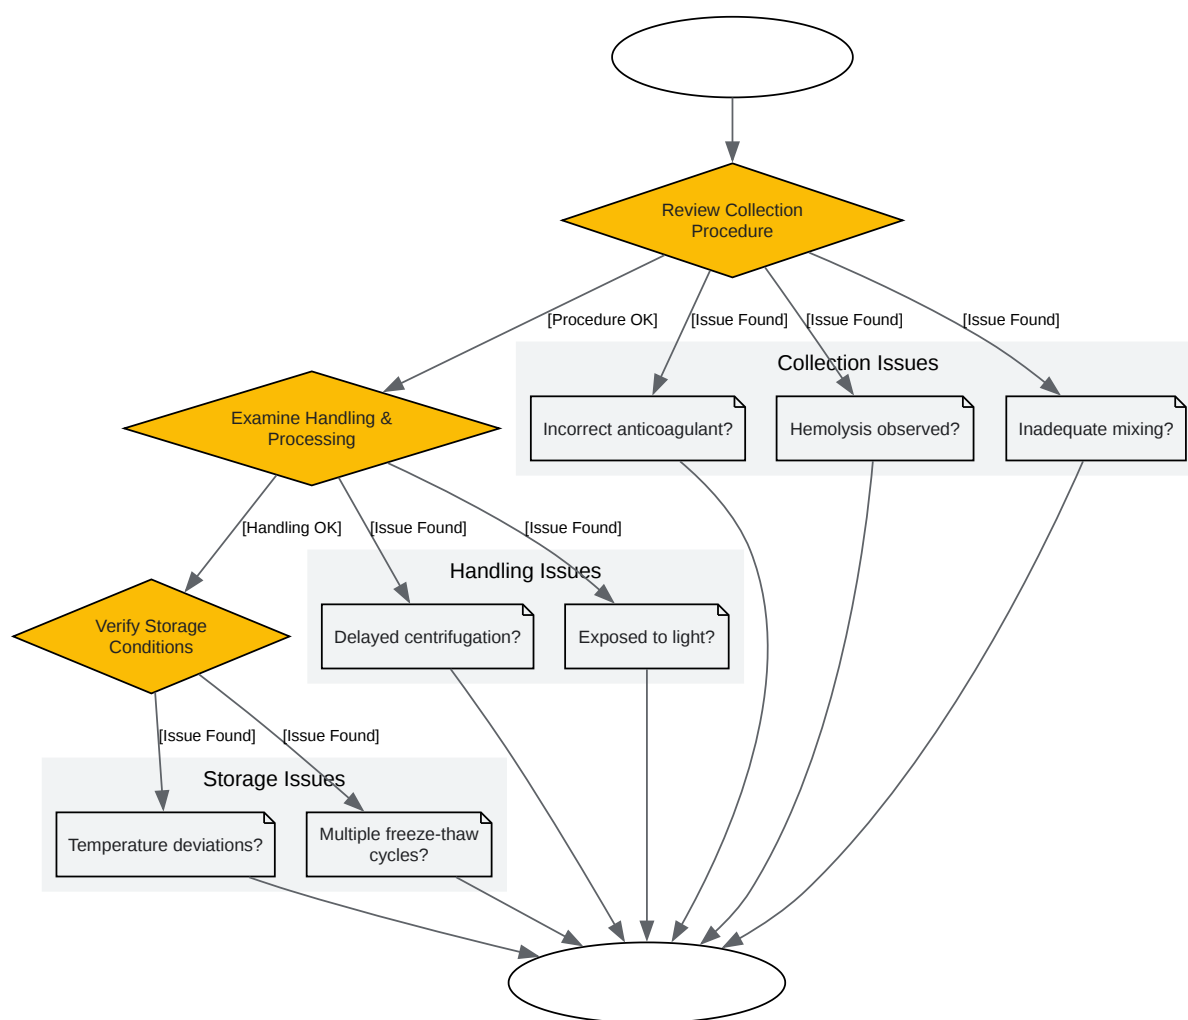 Review Collection
Procedure
[Procedure OK]
[Issue Found]
[Issue Found]
[Issue Found]
Collection Issues
Incorrect anticoagulant?
Hemolysis observed?
Inadequate mixing?
Examine Handling &
Processing
[Handling OK]
[Issue Found]
[Issue Found]
Handling Issues
Delayed centrifugation?
Exposed to light?
Verify Storage
Conditions
[Issue Found]
[Issue Found]
Storage Issues
Temperature deviations?
Multiple freeze-thaw
cycles?